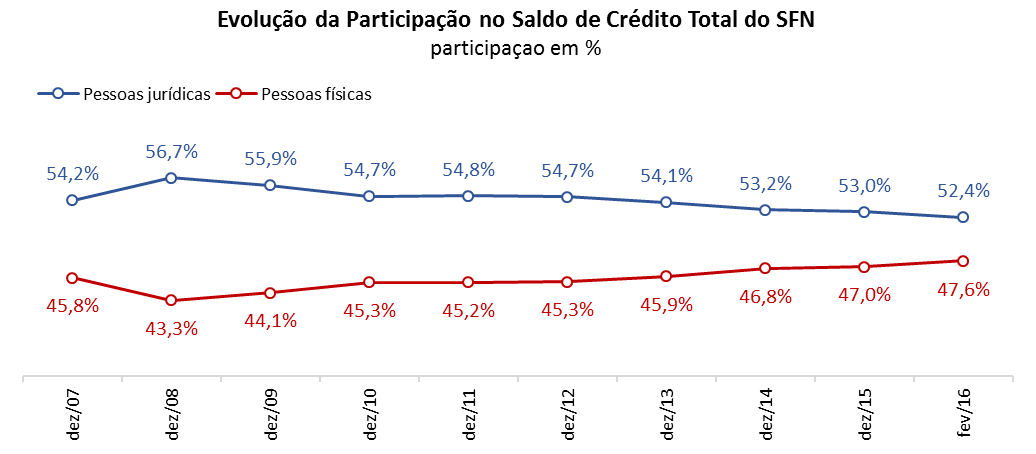 Evolução da Participação no Saldo de Crédito Total do SFN
participaçao em %
Pessoas jurídicas Pessoas físicas
54,2% 56,7% 55,9% 54,7% 54,8% 54,7% 54,1% 53,2% 53,0% 52,4%
45,8% 43,3% 44,1% 45,3% 45,2% 45,3% 45,9% 46,8% 47,0% 47,6%
dez/07 dez/08 dez/09 dez/10 dez/11 dez/12 dez/13 dez/14 dez/15 fev/16